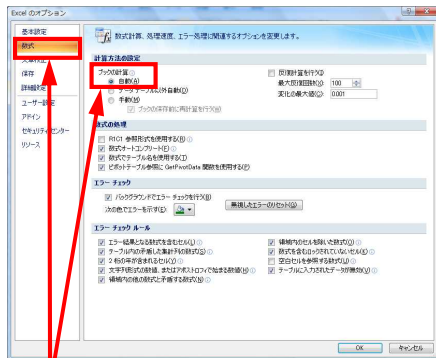 Excel のオプション
基本設定
数式
文章校正
保存
詳細設定
ユーザー設定
アドイン
セキュリティ センター
リソース
数式計算、処理速度、エラー処理に関連するオプションを変更します。
計算方法の設定
ブックの計算
自動(A)
データ テーブル以外自動(D)
手動(M)
ブックの保存前に再計算を行う(W)
反復計算を行う(I)
最大反復回数(X): 100
変化の最大値(C): 0.001
数式の処理
R1C1 参照形式を使用する(R)
数式オートコンプリート(F)
数式でテーブル名を使用する(T)
ピボットテーブル参照に GetPivotData 関数を使用する(P)
エラー チェック
バックグラウンドでエラー チェックを行う(B)
次の色でエラーを示す(E):
無視したエラーのリセット(G)
エラー チェック ルール
エラー結果となる数式を含むセル(L)
テーブル内の矛盾した集計列の数式(S)
2 桁の年が含まれるセル(Y)
文字列形式の数値、またはアポストロフィで始まる数値(H)
領域内の他の数式と矛盾する数式(N)
領域内のセルを除いた数式(O)
数式を含むロックされていないセル(K)
空白セルを参照する数式(U)
テーブルに入力されたデータが無効(V)
OK
キャンセル